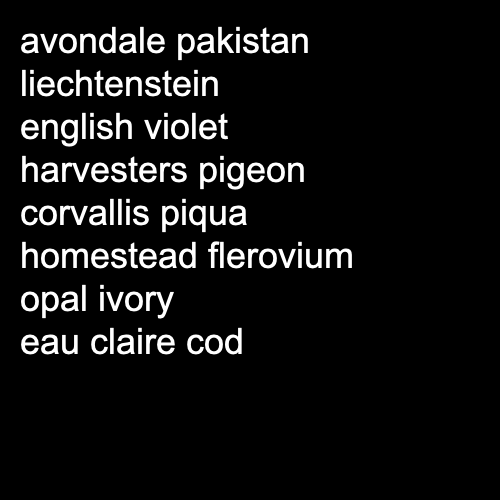 avondale pakistan
liechtenstein
english violet
harvesters pigeon
corvallis piqua
homestead flerovium
opal ivory
eau claire cod